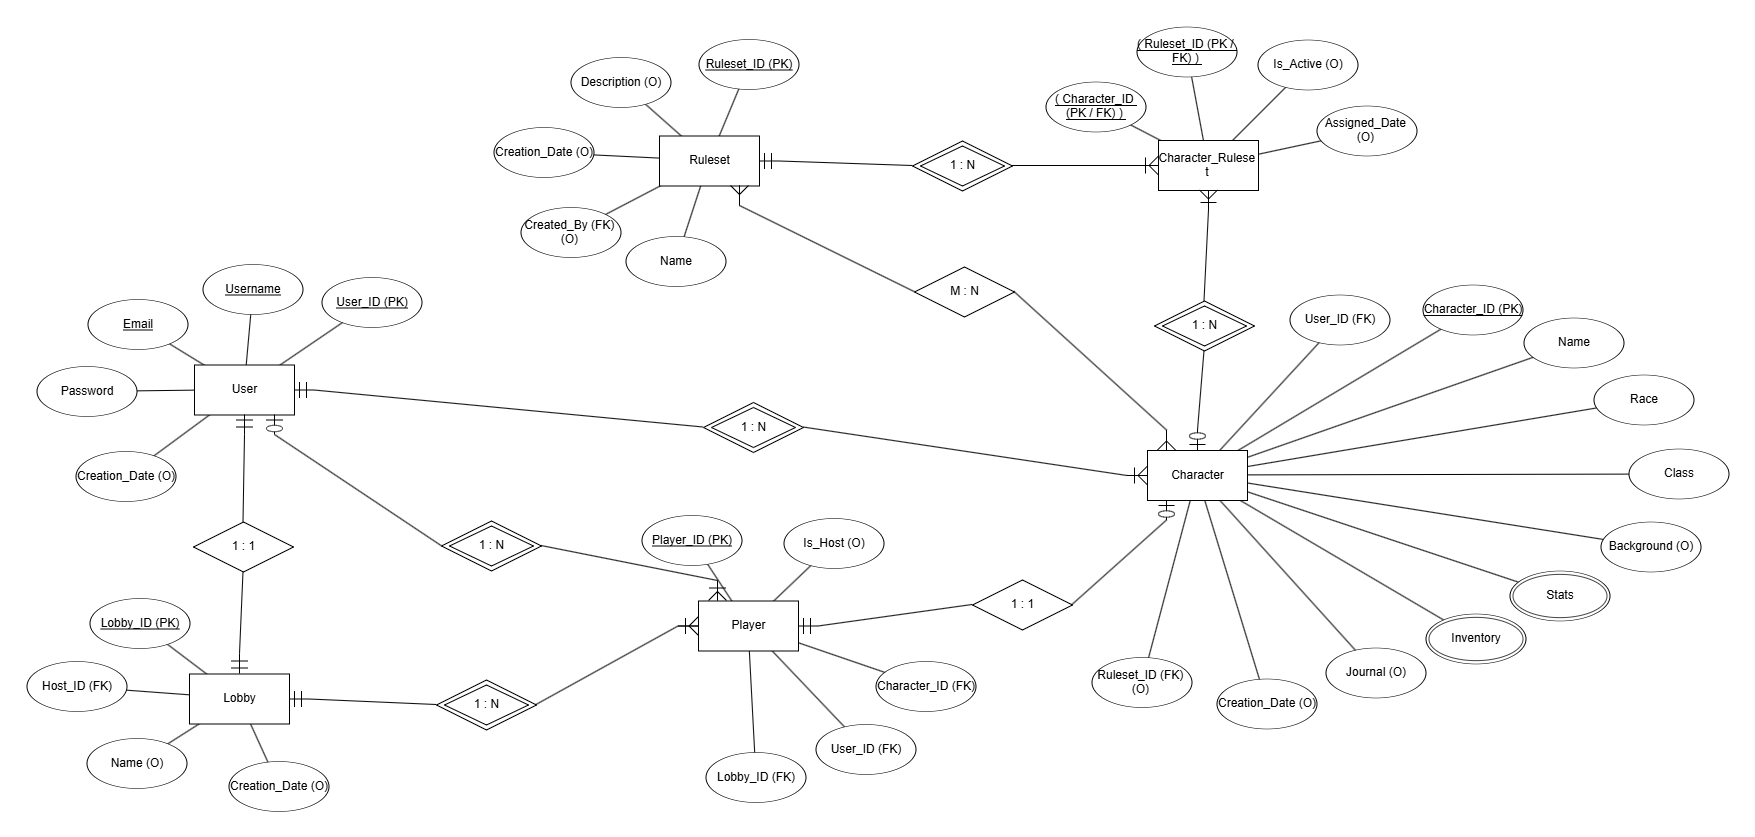 ( Ruleset_ID (PK /
FK) )
Ruleset_ID (PK)
Is_Active (O)
Description (O)
( Character_ID
(PK / FK) )
Assigned_Date
(O)
Creation_Date (O)
Ruleset
1 : N
Character_Rulese
t
Created_By (FK)
(O)
Name
Username
User_ID (PK)
M : N
Email
1 : N
User_ID (FK)
Character_ID (PK)
Name
Password
User
Race
1 : N
Creation_Date (O)
Character
Class
1 : 1
1 : N
Player_ID (PK)
Is_Host (O)
Background (O)
Stats
Lobby_ID (PK)
Player
1 : 1
Inventory
Host_ID (FK)
Lobby
1 : N
Character_ID (FK)
Ruleset_ID (FK)
(O)
Journal (O)
Creation_Date (O)
Name (O)
User_ID (FK)
Creation_Date (O)
Lobby_ID (FK)